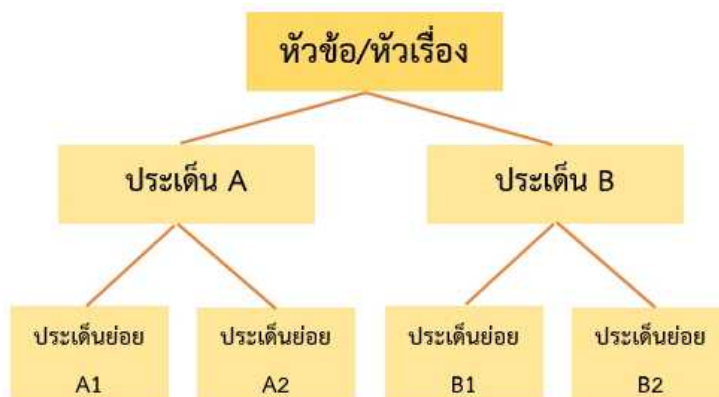 หัวข้อ/หัวเรื่อง
ประเด็น A
ประเด็น B
ประเด็นย่อย
A1
ประเด็นย่อย
A2
ประเด็นย่อย
B1
ประเด็นย่อย
B2